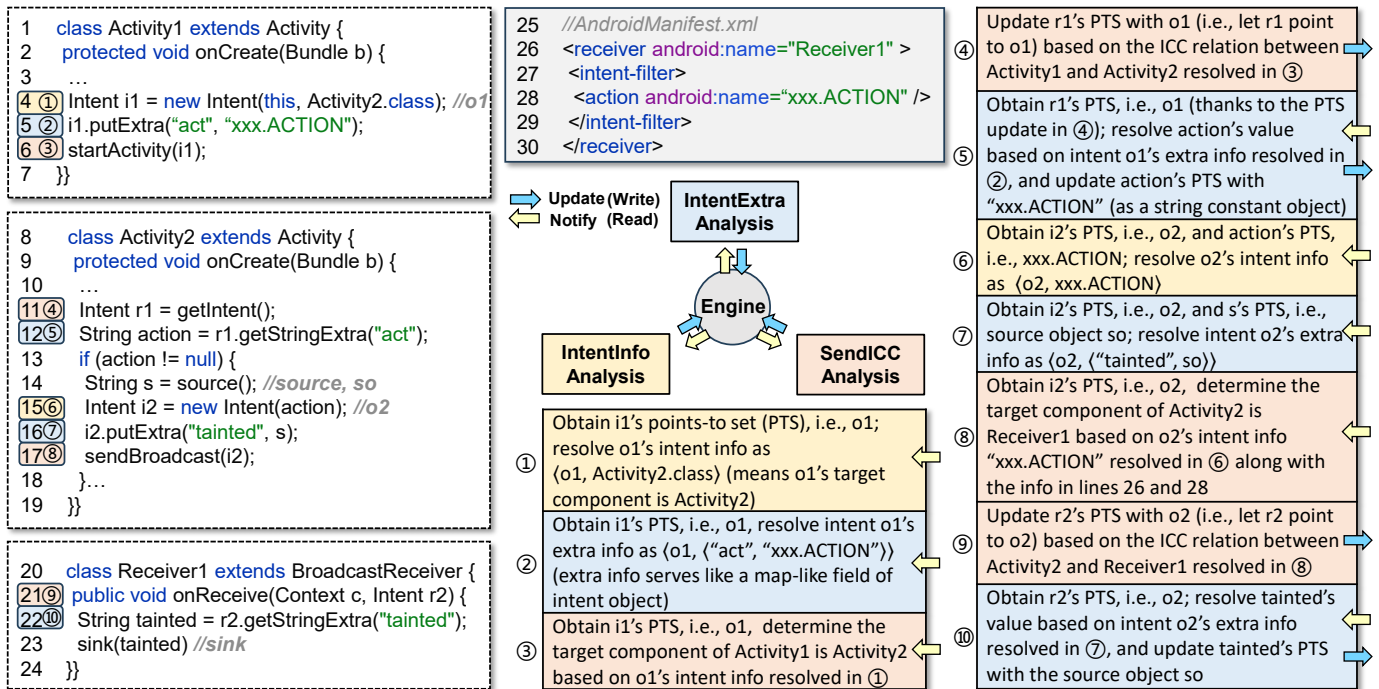 1 class Activity1 extends Activity {
2 protected void onCreate(Bundle b) {
3 …
4 ① Intent i1 = new Intent(this, Activity2.class); //o1
5 ② i1.putExtra(“act”, “xxx.ACTION");
6 ③ startActivity(i1);
7 }}
8 class Activity2 extends Activity {
9 protected void onCreate(Bundle b) {
10 …
11④ Intent r1 = getIntent();
12⑤ String action = r1.getStringExtra("act");
13 if (action != null) {
14 String s = source(); //source, so
15⑥ Intent i2 = new Intent(action); //o2
16⑦ i2.putExtra("tainted", s);
17⑧ sendBroadcast(i2);
18 }…
19 }}
20 class Receiver1 extends BroadcastReceiver {
21⑨ public void onReceive(Context c, Intent r2) {
22⑩ String tainted = r2.getStringExtra("tainted");
23 sink(tainted) //sink
24 }}
25 //AndroidManifest.xml
26 <receiver android:name="Receiver1" >
27 <intent-filter>
28 <action android:name=“xxx.ACTION" />
29 </intent-filter>
30 </receiver>
Update (Write)
Notify (Read)
IntentExtra
Analysis
Engine
IntentInfo
Analysis
SendICC
Analysis
①
Obtain i1’s points-to set (PTS), i.e., o1;
resolve o1’s intent info as
⟨o1, Activity2.class⟩ (means o1’s target
component is Activity2)
②
Obtain i1’s PTS, i.e., o1, resolve intent o1’s
extra info as ⟨o1, ⟨“act”, “xxx.ACTION”⟩⟩
(extra info serves like a map-like field of
intent object)
③
Obtain i1’s PTS, i.e., o1, determine the
target component of Activity1 is Activity2
based on o1’s intent info resolved in ①
④
Update r1’s PTS with o1 (i.e., let r1 point
to o1) based on the ICC relation between
Activity1 and Activity2 resolved in ③
⑤
Obtain r1’s PTS, i.e., o1 (thanks to the PTS
update in ④); resolve action’s value
based on intent o1’s extra info resolved in
②, and update action’s PTS with
“xxx.ACTION” (as a string constant object)
⑥
Obtain i2’s PTS, i.e., o2, and action’s PTS,
i.e., xxx.ACTION; resolve o2’s intent info
as ⟨o2, xxx.ACTION⟩
⑦
Obtain i2’s PTS, i.e., o2, and s’s PTS, i.e.,
source object so; resolve intent o2’s extra
info as ⟨o2, ⟨“tainted”, so⟩⟩
⑧
Obtain i2’s PTS, i.e., o2, determine the
target component of Activity2 is
Receiver1 based on o2’s intent info
“xxx.ACTION” resolved in ⑥ along with
the info in lines 26 and 28
⑨
Update r2’s PTS with o2 (i.e., let r2 point
to o2) based on the ICC relation between
Activity2 and Receiver1 resolved in ⑧
⑩
Obtain r2’s PTS, i.e., o2; resolve tainted’s
value based on intent o2’s extra info
resolved in ⑦, and update tainted’s PTS
with the source object so